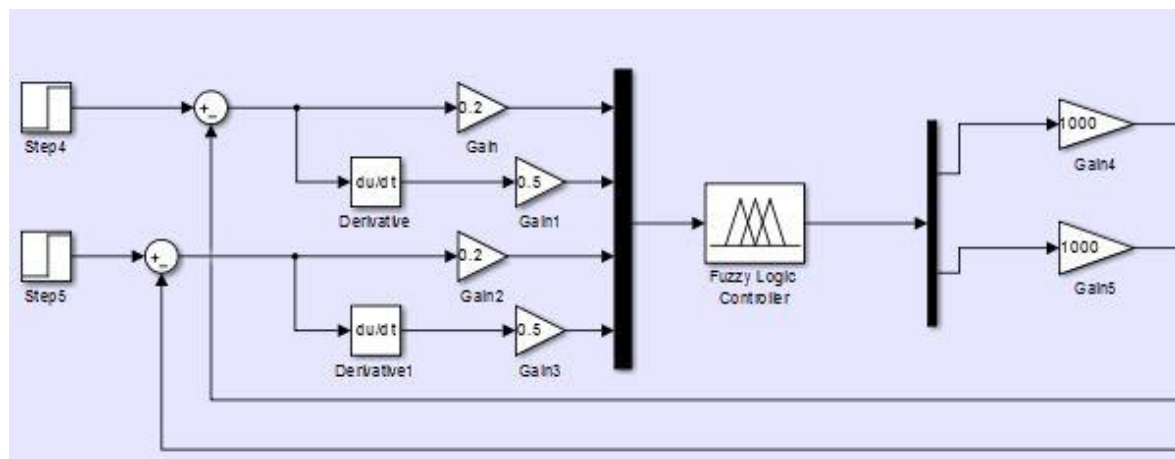 Step4
+
−
0.2
Gain
du/dt
Derivative
0.5
Gain1
Step5
+
−
0.2
Gain2
du/dt
Derivative1
0.5
Gain3
Fuzzy Logic
Controller
1000
Gain4
1000
Gain5